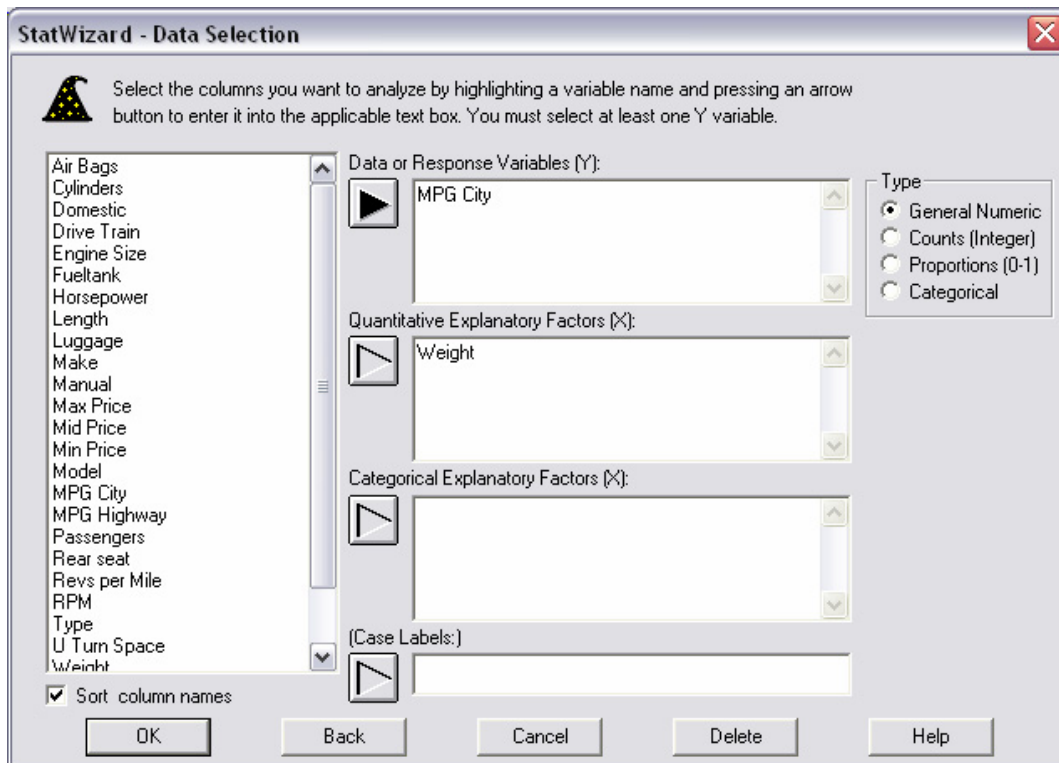 StatWizard - Data Selection
Select the columns you want to analyze by highlighting a variable name and pressing an arrow
button to enter it into the applicable text box. You must select at least one Y variable.
Air Bags
Cylinders
Domestic
Drive Train
Engine Size
Fueltank
Horsepower
Length
Luggage
Make
Manual
Max Price
Mid Price
Min Price
Model
MPG City
MPG Highway
Passengers
Rear seat
Revs per Mile
RPM
Type
U Turn Space
Weight
Sort column names
Data or Response Variables (Y):
MPG City
Quantitative Explanatory Factors (X):
Weight
Categorical Explanatory Factors (X):
(Case Labels:)
Type
General Numeric
Counts (Integer)
Proportions (0-1)
Categorical
OK
Back
Cancel
Delete
Help